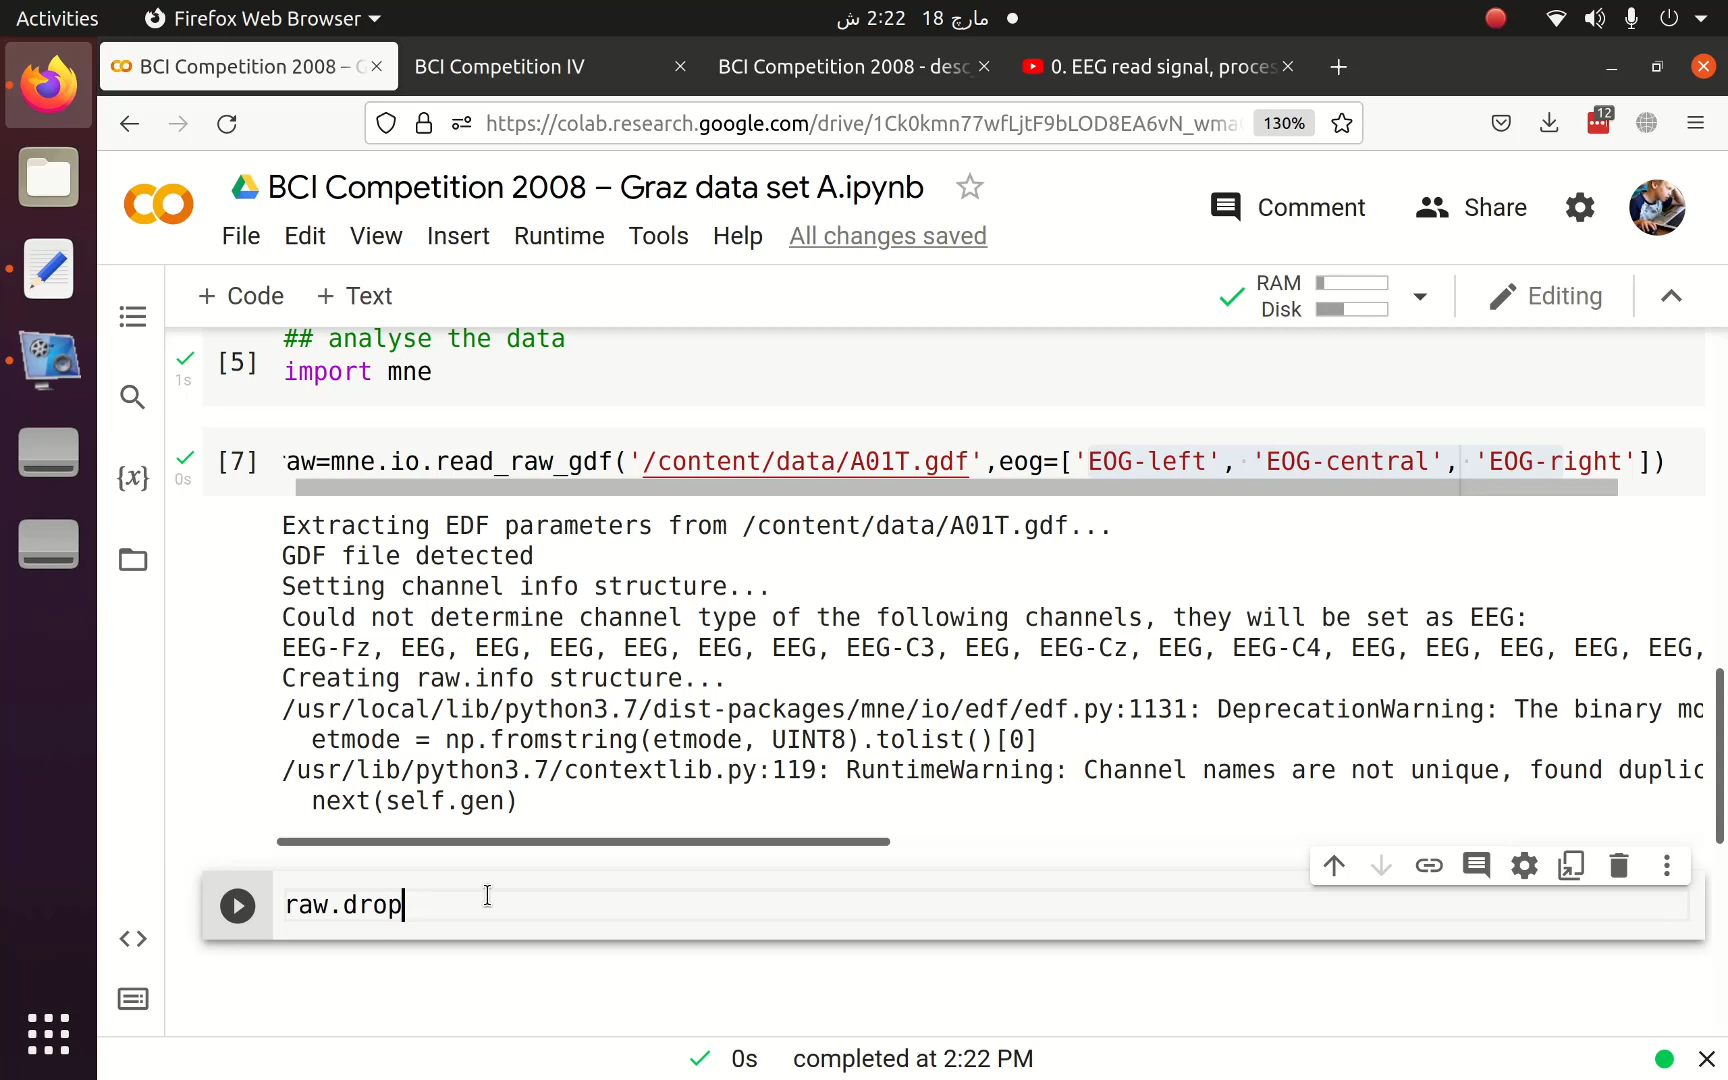 Activities
Firefox Web Browser
مارچ 18 2:22 ش
BCI Competition 2008 –
BCI Competition IV
BCI Competition 2008 - desc
0. EEG read signal, proces
https://colab.research.google.com/drive/1Ck0kmn77wfLjtF9bLOD8EA6vN_wma
130%
12
BCI Competition 2008 – Graz data set A.ipynb
Comment
Share
File Edit View Insert Runtime Tools Help All changes saved
+ Code + Text
RAM
Disk
Editing
## analyse the data
[5]
import mne
1s
[7]
aw=mne.io.read_raw_gdf('/content/data/A01T.gdf',eog=['EOG-left', 'EOG-central', 'EOG-right'])
0s
Extracting EDF parameters from /content/data/A01T.gdf...
GDF file detected
Setting channel info structure...
Could not determine channel type of the following channels, they will be set as EEG:
EEG-Fz, EEG, EEG, EEG, EEG, EEG, EEG, EEG-C3, EEG, EEG-Cz, EEG, EEG-C4, EEG, EEG, EEG, EEG, EEG,
Creating raw.info structure...
/usr/local/lib/python3.7/dist-packages/mne/io/edf/edf.py:1131: DeprecationWarning: The binary mo
etmode = np.fromstring(etmode, UINT8).tolist()[0]
/usr/lib/python3.7/contextlib.py:119: RuntimeWarning: Channel names are not unique, found duplic
next(self.gen)
raw.drop
0s completed at 2:22 PM